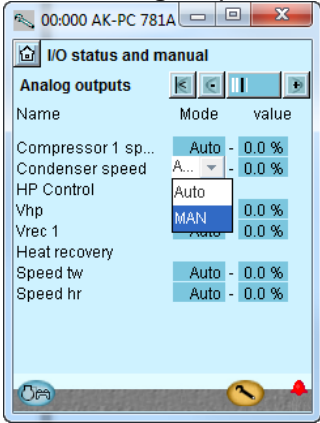 00:000 AK-PC 781A
I/O status and manual
Analog outputs
Name Mode value
Compressor 1 sp... Auto - 0.0 %
Condenser speed A... - 0.0 %
HP Control Auto
Vhp MAN 0.0 %
Vrec 1 Auto - 0.0 %
Heat recovery
Speed tw Auto - 0.0 %
Speed hr Auto - 0.0 %